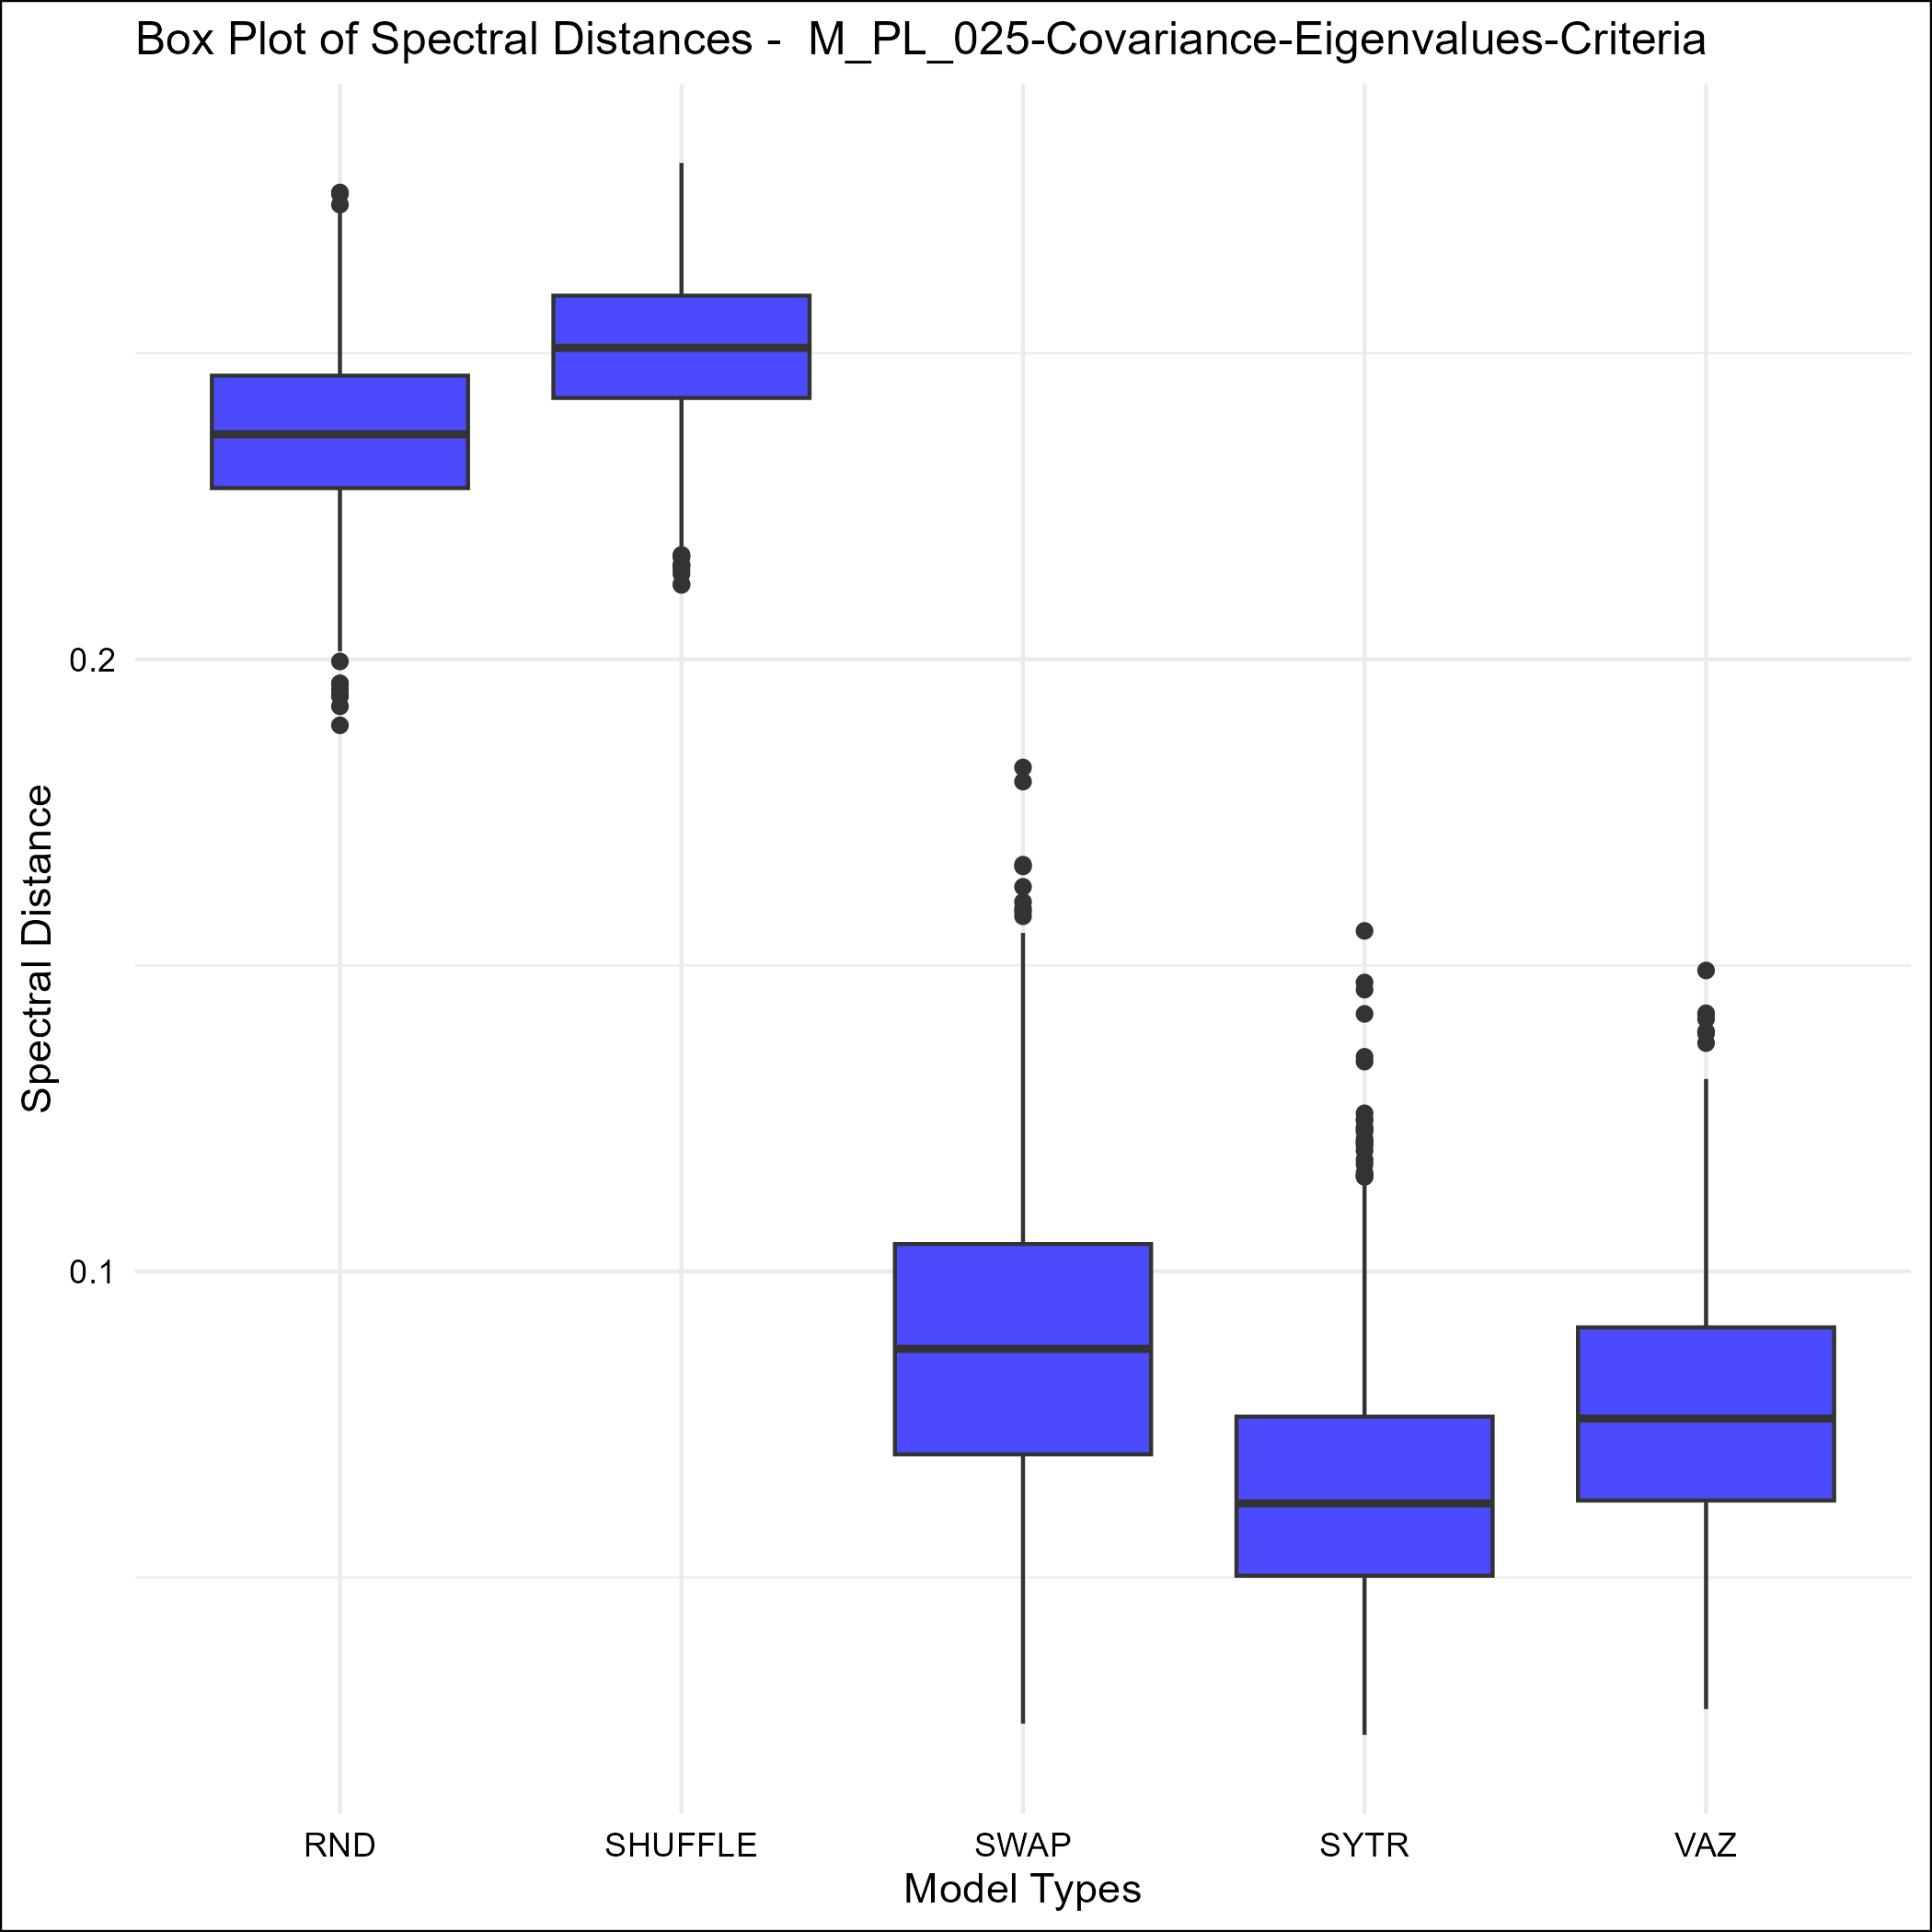 Box Plot of Spectral Distances -  M_PL_025-Covariance-Eigenvalues-Criteria
Spectral Distance
0.2
0.1
RND SHUFFLE SWAP SYTR VAZ
Model Types